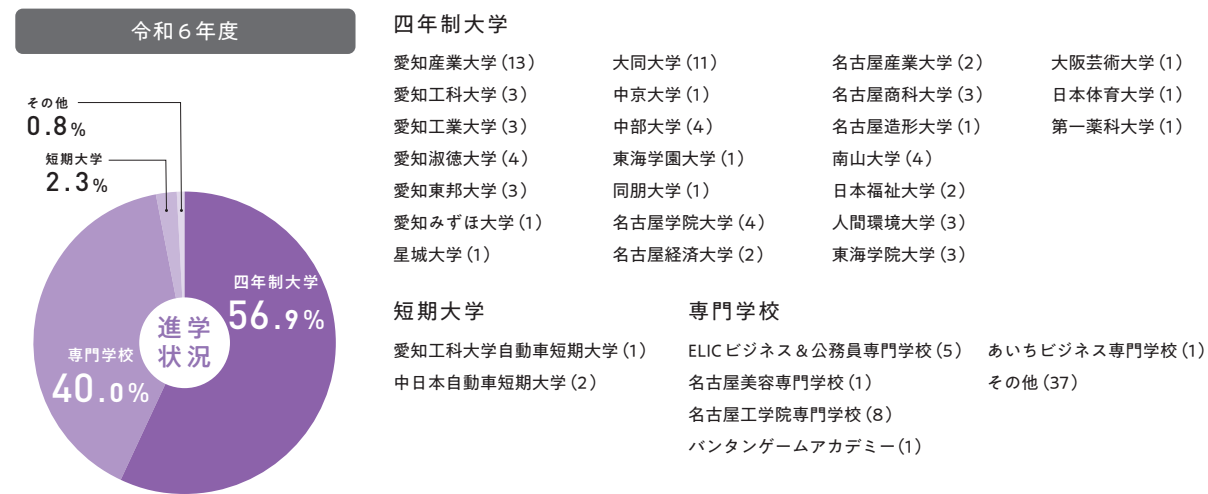 令和6年度
その他
0.8%
短期大学
2.3%
四年制大学
56.9%
専門学校
40.0%
進学
状況
四年制大学
愛知産業大学(13)
愛知工科大学(3)
愛知工業大学(3)
愛知淑徳大学(4)
愛知東邦大学(3)
愛知みずほ大学(1)
星城大学(1)
大同大学(11)
中京大学(1)
中部大学(4)
東海学園大学(1)
同朋大学(1)
名古屋学院大学(4)
名古屋経済大学(2)
名古屋産業大学(2)
名古屋商科大学(3)
名古屋造形大学(1)
南山大学(4)
日本福祉大学(2)
人間環境大学(3)
東海学院大学(3)
大阪芸術大学(1)
日本体育大学(1)
第一薬科大学(1)
短期大学
愛知工科大学自動車短期大学(1)
中日本自動車短期大学(2)
専門学校
ELICビジネス&公務員専門学校(5)
名古屋美容専門学校(1)
名古屋工学院専門学校(8)
バンタンゲームアカデミー(1)
あいちビジネス専門学校(1)
その他(37)